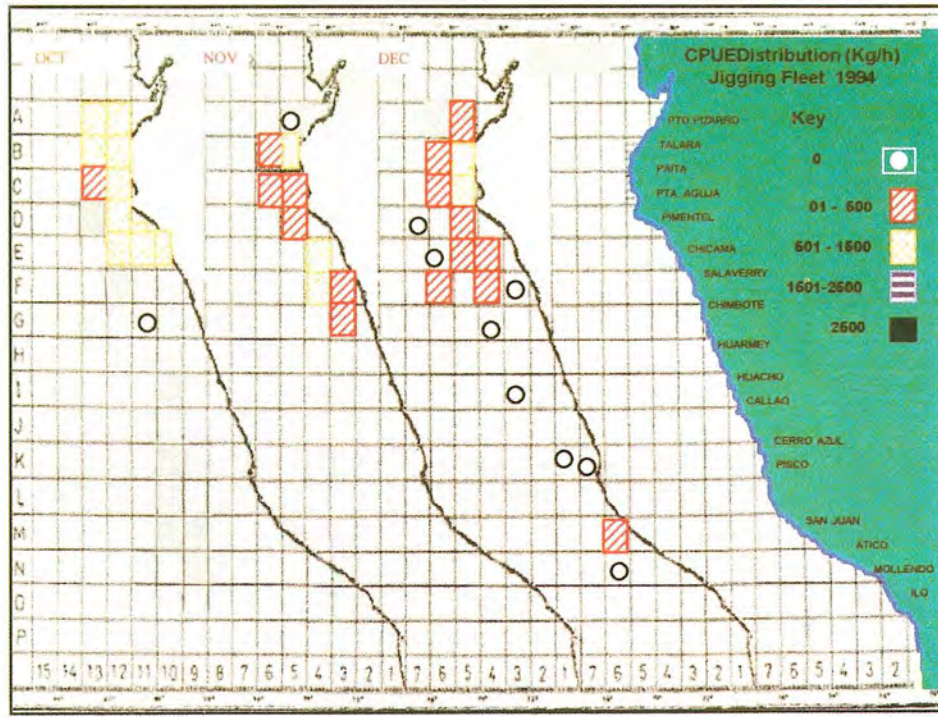 OCT NOV DEC
CPUEDistribution (Kg/h)
Jigging Fleet 1994
Key
0
01 - 600
601 - 1500
1501-2500
2500
PTO PIZARRO
TALARA
PAITA
PTA. AGUJA
PIMENTEL
CHICAMA
SALAVERRY
CHIMBOTE
HUARMEY
HUACHO
CALLAO
CERRO AZUL
PISCO
SAN JUAN
ATICO
MOLLENDO
ILO
A
B
C
D
E
F
G
H
I
J
K
L
M
N
O
P
15 14 13 12 11 10 9 8 7 6 5 4 3 2 1 7 6 5 4 3 2 1 7 6 5 4 3 2 1 7 6 5 4 3 2